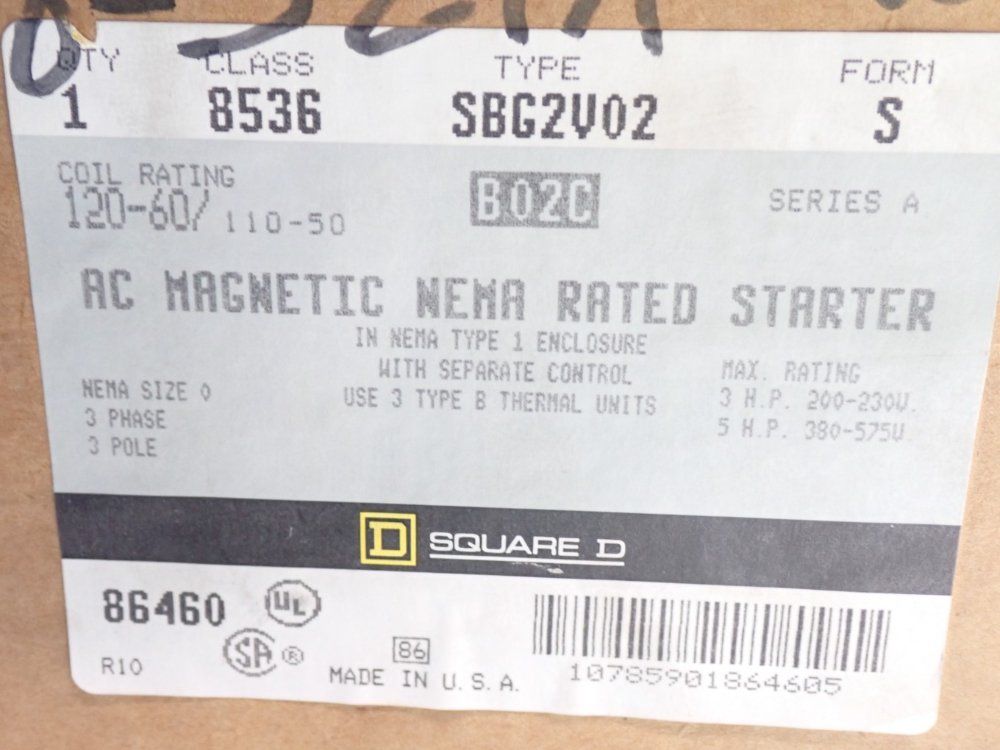 QTY CLASS TYPE FORM
1 8536 SBG2V02 S
COIL RATING
120-60/110-50 B02C SERIES A
AC MAGNETIC NEMA RATED STARTER
IN NEMA TYPE 1 ENCLOSURE
WITH SEPARATE CONTROL
USE 3 TYPE B THERMAL UNITS
NEMA SIZE 0
3 PHASE
3 POLE
MAX. RATING
3 H.P. 200-230V.
5 H.P. 380-575V.
D SQUARE D
86460 UL
SA ®
R10
86
MADE IN U.S.A.
10785901864605